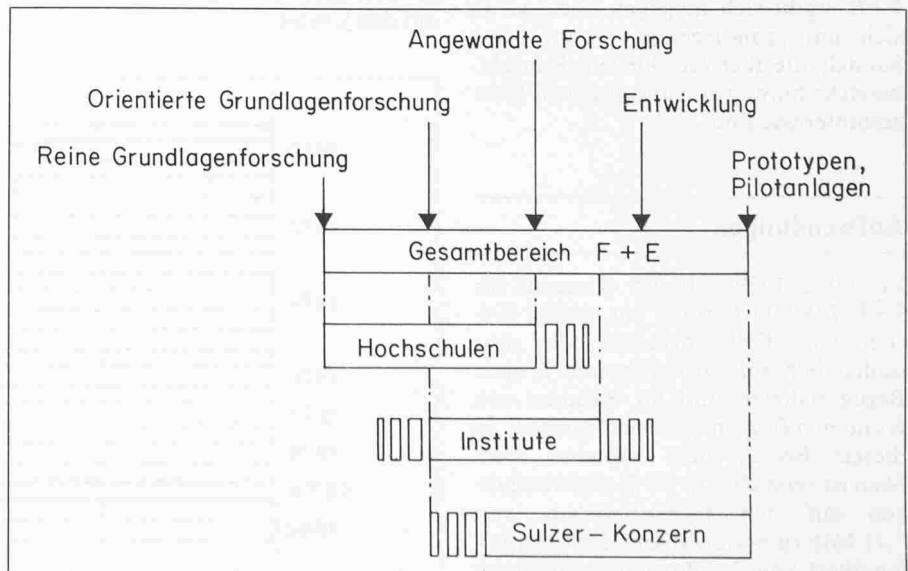 Angewandte Forschung
Orientierte Grundlagenforschung
Entwicklung
Reine Grundlagenforschung
Prototypen,
Pilotanlagen
Gesamtbereich F + E
Hochschulen
Institute
Sulzer – Konzern